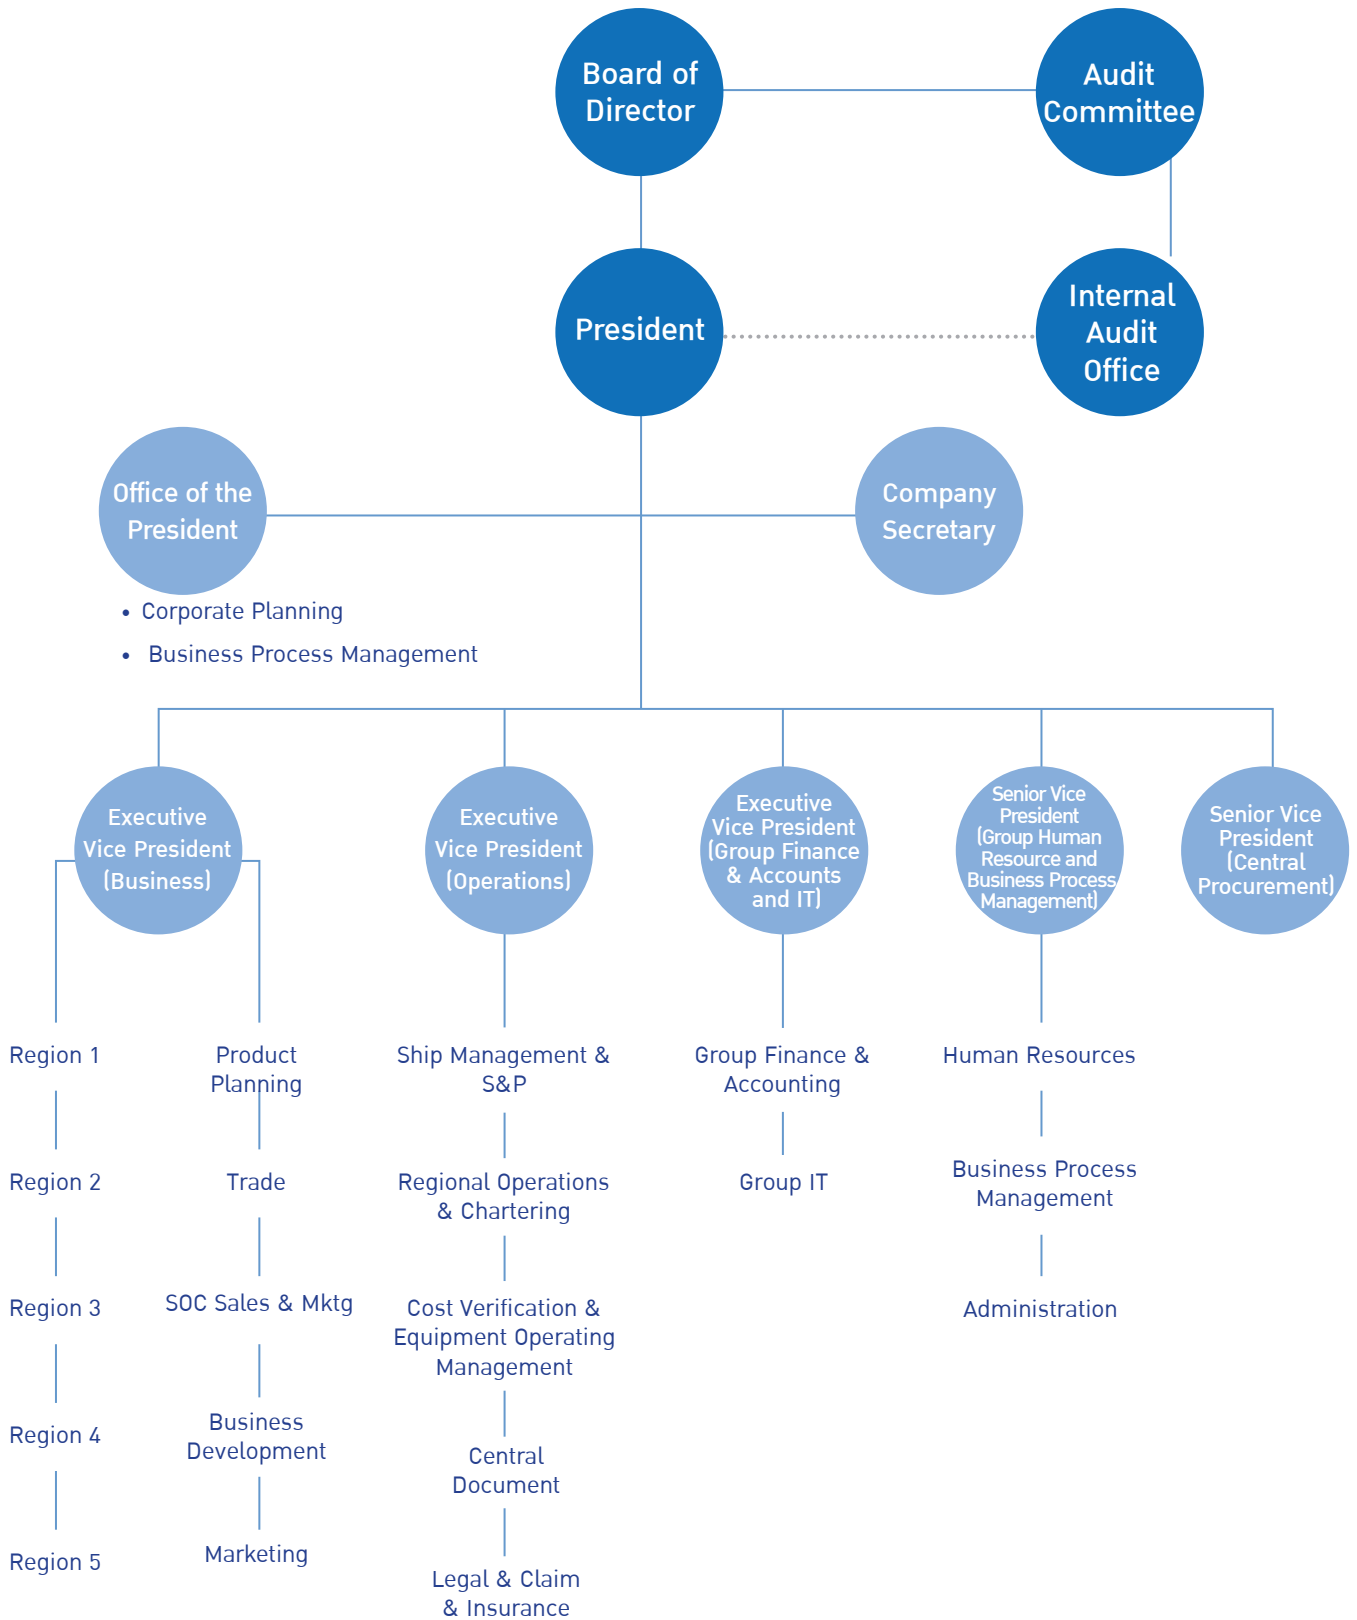 Board of
Director
Audit
Committee
President
Internal
Audit
Office
Office of the
President
Company
Secretary
• Corporate Planning
• Business Process Management
Executive
Vice President
(Business)
Executive
Vice President
(Operations)
Executive
Vice President
(Group Finance
& Accounts
and IT)
Senior Vice
President
(Group Human
Resource and
Business Process
Management)
Senior Vice
President
(Central
Procurement)
Region 1
Region 2
Region 3
Region 4
Region 5
Product
Planning
Trade
SOC Sales & Mktg
Business
Development
Marketing
Ship Management &
S&P
Regional Operations
& Chartering
Cost Verification &
Equipment Operating
Management
Central
Document
Legal & Claim
& Insurance
Group Finance &
Accounting
Group IT
Human Resources
Business Process
Management
Administration